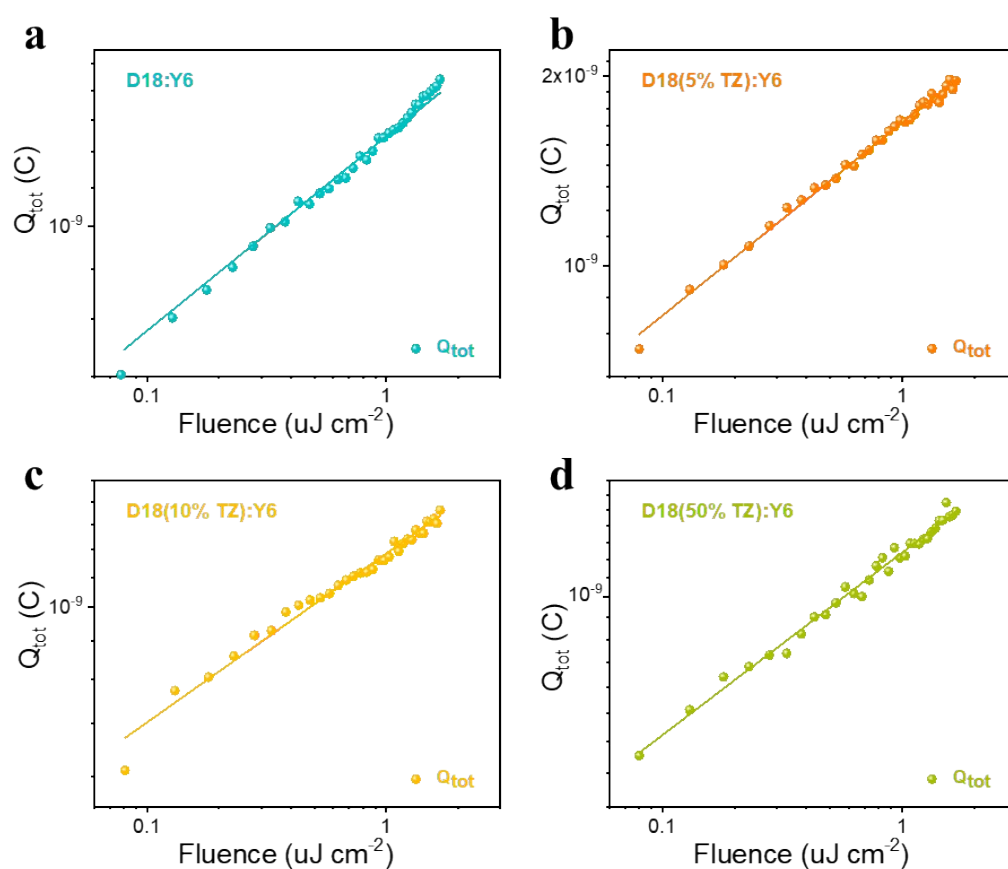 a
D18:Y6
Q_tot (C)
10⁻⁹
Q_tot
0.1
1
Fluence (uJ cm⁻²)
b
D18(5% TZ):Y6
Q_tot (C)
2x10⁻⁹
10⁻⁹
Q_tot
0.1
1
Fluence (uJ cm⁻²)
c
D18(10% TZ):Y6
Q_tot (C)
10⁻⁹
Q_tot
0.1
1
Fluence (uJ cm⁻²)
d
D18(50% TZ):Y6
Q_tot (C)
10⁻⁹
Q_tot
0.1
1
Fluence (uJ cm⁻²)